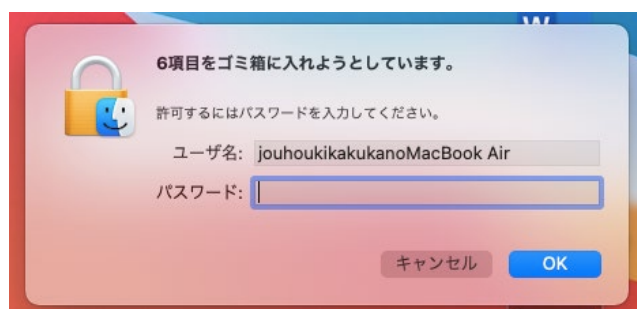 W
6項目をゴミ箱に入れようとしています。
許可するにはパスワードを入力してください。
ユーザ名: jouhoukikakukanoMacBook Air
パスワード:
キャンセル OK